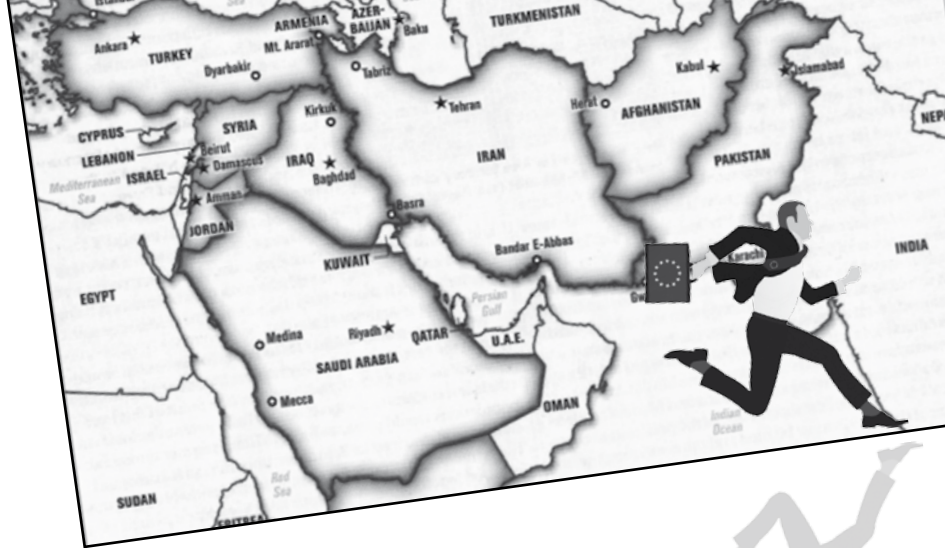 ARMENIA
AZER-
BAIJAN
Baku
TURKMENISTAN
Ankara
TURKEY
Mt. Ararat
Dyarbakir
Tabriz
Kabul
Islamabad
Tehran
Herat
AFGHANISTAN
Kirkuk
CYPRUS
SYRIA
IRAN
PAKISTAN
LEBANON
Beirut
Damascus
IRAQ
Baghdad
ISRAEL
Mediterranean
Sea
Amman
JORDAN
Basra
KUWAIT
Bandar E-Abbas
Karachi
INDIA
EGYPT
Persian
Gulf
Medina
Riyadh
QATAR
U.A.E.
SAUDI ARABIA
Mecca
OMAN
Indian
Ocean
Red
Sea
SUDAN
ERITREA